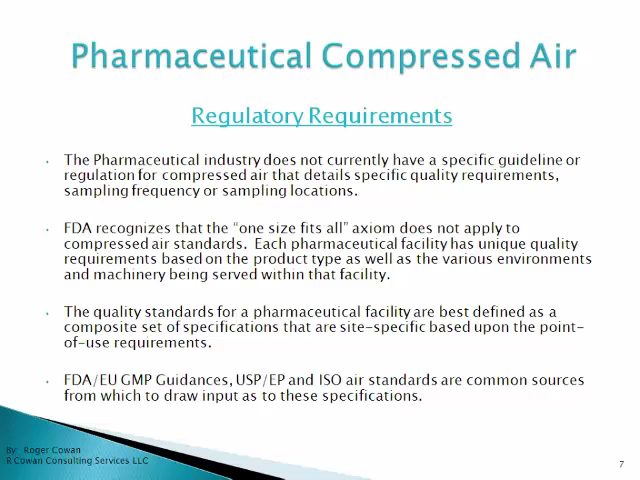 Pharmaceutical Compressed Air
Regulatory Requirements
• The Pharmaceutical industry does not currently have a specific guideline or
regulation for compressed air that details specific quality requirements,
sampling frequency or sampling locations.
• FDA recognizes that the “one size fits all” axiom does not apply to
compressed air standards.  Each pharmaceutical facility has unique quality
requirements based on the product type as well as the various environments
and machinery being served within that facility.
• The quality standards for a pharmaceutical facility are best defined as a
composite set of specifications that are site-specific based upon the point-
of-use requirements.
• FDA/EU GMP Guidances, USP/EP and ISO air standards are common sources
from which to draw input as to these specifications.
By:  Roger Cowan
R Cowan Consulting Services LLC
7